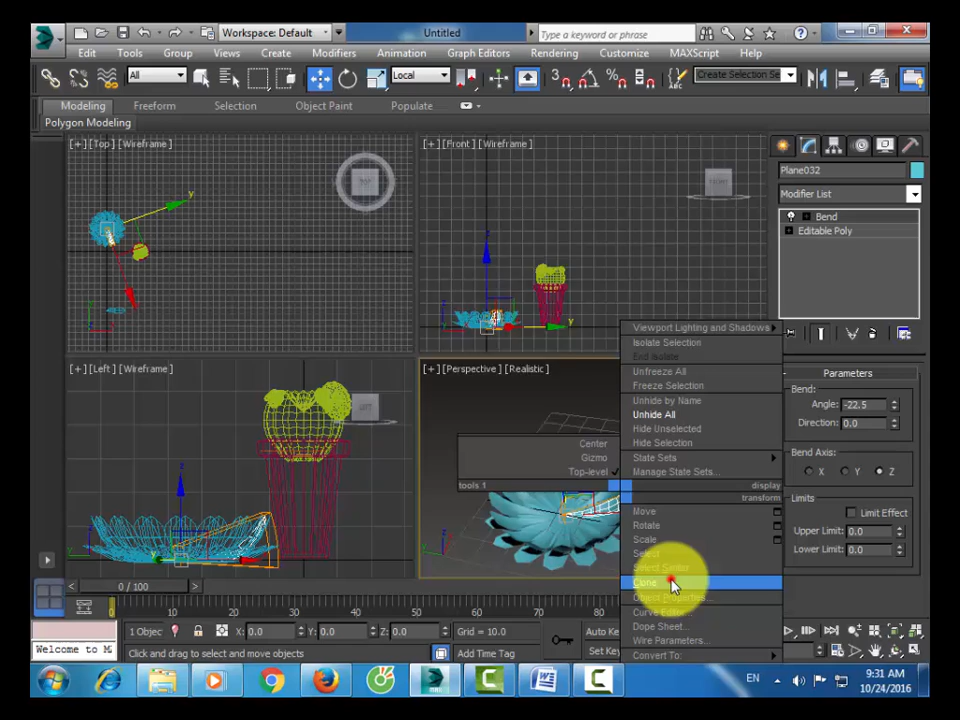 Workspace: Default
Untitled
Type a keyword or phrase
Edit Tools Group Views Create Modifiers Animation Graph Editors Rendering Customize MAXScript Help
All
Local
Create Selection Se
Modeling Freeform Selection Object Paint Populate
Polygon Modeling
[+] [Top] [Wireframe]
TOP
[+] [Front] [Wireframe]
FRONT
Plane032
Modifier List
Bend
Editable Poly
[+] [Left] [Wireframe]
LEFT
[+] [Perspective] [Realistic]
Viewport Lighting and Shadows
Isolate Selection
End Isolate
Unfreeze All
Freeze Selection
Unhide by Name
Unhide All
Hide Unselected
Hide Selection
State Sets
Manage State Sets...
display
transform
Move
Rotate
Scale
Select
Select Similar
Clone
Object Properties...
Curve Editor...
Dope Sheet...
Wire Parameters...
Convert To:
Center
Gizmo
Top-level
tools 1
Parameters
Bend:
Angle: -22.5
Direction: 0.0
Bend Axis:
X Y Z
Limits
Limit Effect
Upper Limit: 0.0
Lower Limit: 0.0
0 / 100
0 10 20 30 40 50 60 70 80
1 Objec X: 0.0 Y: 0.0 Z: 0.0 Grid = 10.0 Auto Ke
Welcome to M
Click and drag to select and move objects
Add Time Tag
Set Key
EN
9:31 AM
10/24/2016